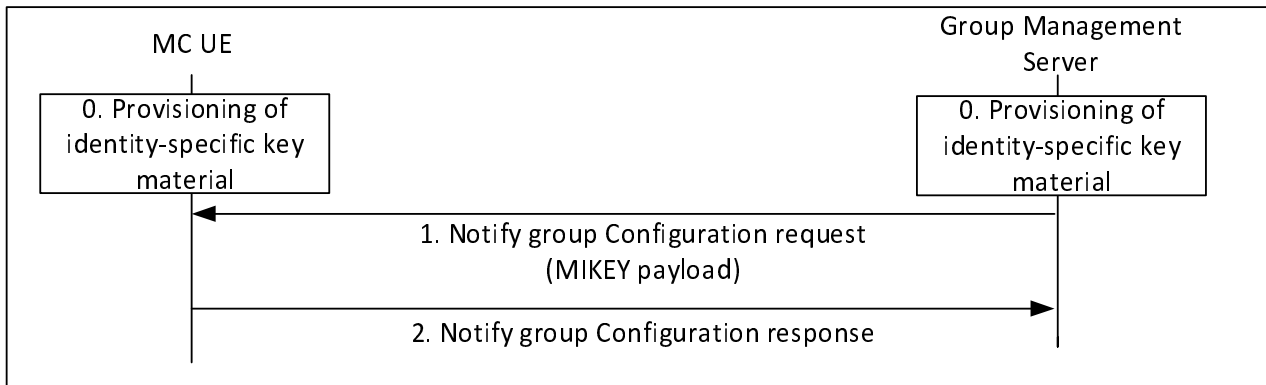 MC UE
Group Management
Server
0. Provisioning of
identity-specific key
material
0. Provisioning of
identity-specific key
material
1. Notify group Configuration request
(MIKEY payload)
2. Notify group Configuration response